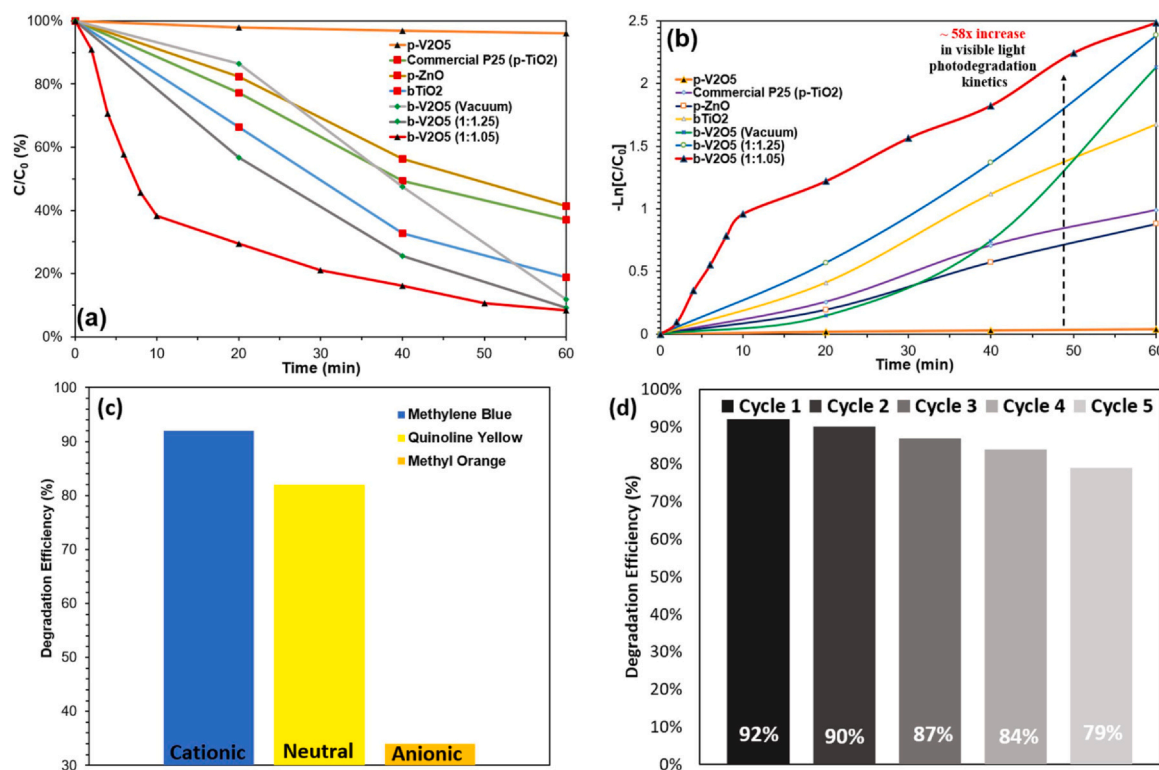 (a)
100%
80%
60%
40%
20%
0%
C/C0 (%)
p-V2O5
Commercial P25 (p-TiO2)
p-ZnO
bTiO2
b-V2O5 (Vacuum)
b-V2O5 (1:1.25)
b-V2O5 (1:1.05)
0 10 20 30 40 50 60
Time (min)
(b)
2.5
2
1.5
1
0.5
0
-Ln[C/C0]
~ 58x increase
in visible light
photodegradation
kinetics
p-V2O5
Commercial P25 (p-TiO2)
p-ZnO
bTiO2
b-V2O5 (Vacuum)
b-V2O5 (1:1.25)
b-V2O5 (1:1.05)
0 10 20 30 40 50 60
Time (min)
(c)
100
90
80
70
60
50
40
30
Degradation Efficiency (%)
Methylene Blue
Quinoline Yellow
Methyl Orange
Cationic Neutral Anionic
(d)
100%
90%
80%
70%
60%
50%
40%
30%
20%
10%
0%
Degradation Efficiency (%)
Cycle 1 Cycle 2 Cycle 3 Cycle 4 Cycle 5
92% 90% 87% 84% 79%